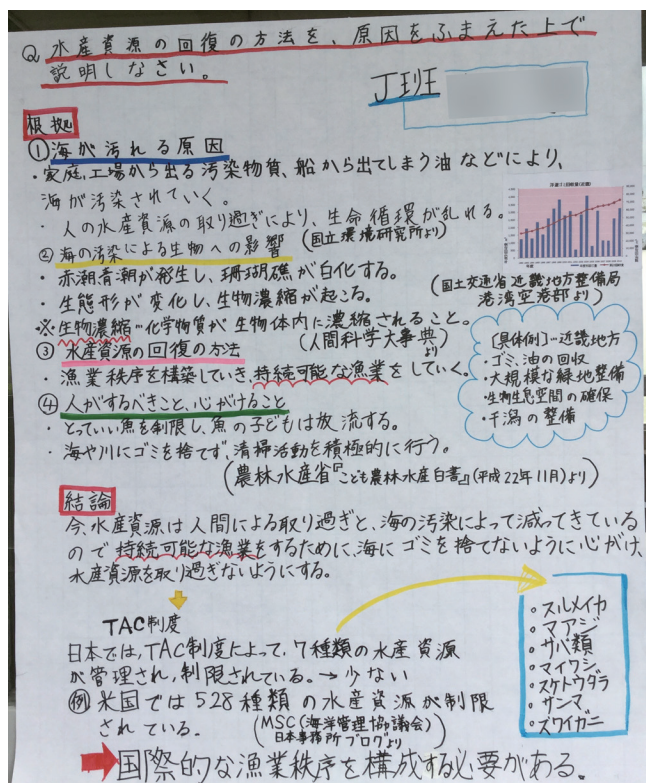 Q 水産資源の回復の方法を、原因をふまえた上で
説明しなさい。
J班
根拠
①海が汚れる原因
・家庭、工場から出る汚染物質、船から出てしまう油などにより、
海が汚染されていく。
・人の水産資源の取り過ぎにより、生命循環が乱れる。
(国立環境研究所より)
②海の汚染による生物への影響
・赤潮青潮が発生し、珊瑚礁が白化する。
・生態形が変化し、生物濃縮が起こる。
(国土交通省近畿地方整備局
港湾空港部より)
・※生物濃縮…化学物質が生物体内に濃縮されること。
(人間科学大事典より)
③水産資源の回復の方法
・漁業秩序を構築していき、持続可能な漁業をしていく。
[具体例]…近畿地方
・ゴミ、油の回収
・大規模な緑地整備
・生物生息空間の確保
・干潟の整備
④人がするべきこと、心がけること
・とっていい魚を制限し、魚の子どもは放流する。
・海や川にゴミを捨てず、清掃活動を積極的に行う。
(農林水産省『こども農林水産白書』(平成22年11月)より)
結論
今、水産資源は人間による取り過ぎと、海の汚染によって減ってきている
ので持続可能な漁業をするために、海にゴミを捨てないように心がけ、
水産資源を取り過ぎないようにする。
TAC制度
日本では、TAC制度によって、7種類の水産資源
が管理され、制限されている。→少ない
例 米国では528種類の水産資源が制限
されている。
(MSC(海洋管理協議会)
日本事務所ブログより)
・スルメイカ
・マアジ
・サバ類
・マイワシ
・スケトウダラ
・サンマ
・ズワイガニ
国際的な漁業秩序を構成する必要がある。